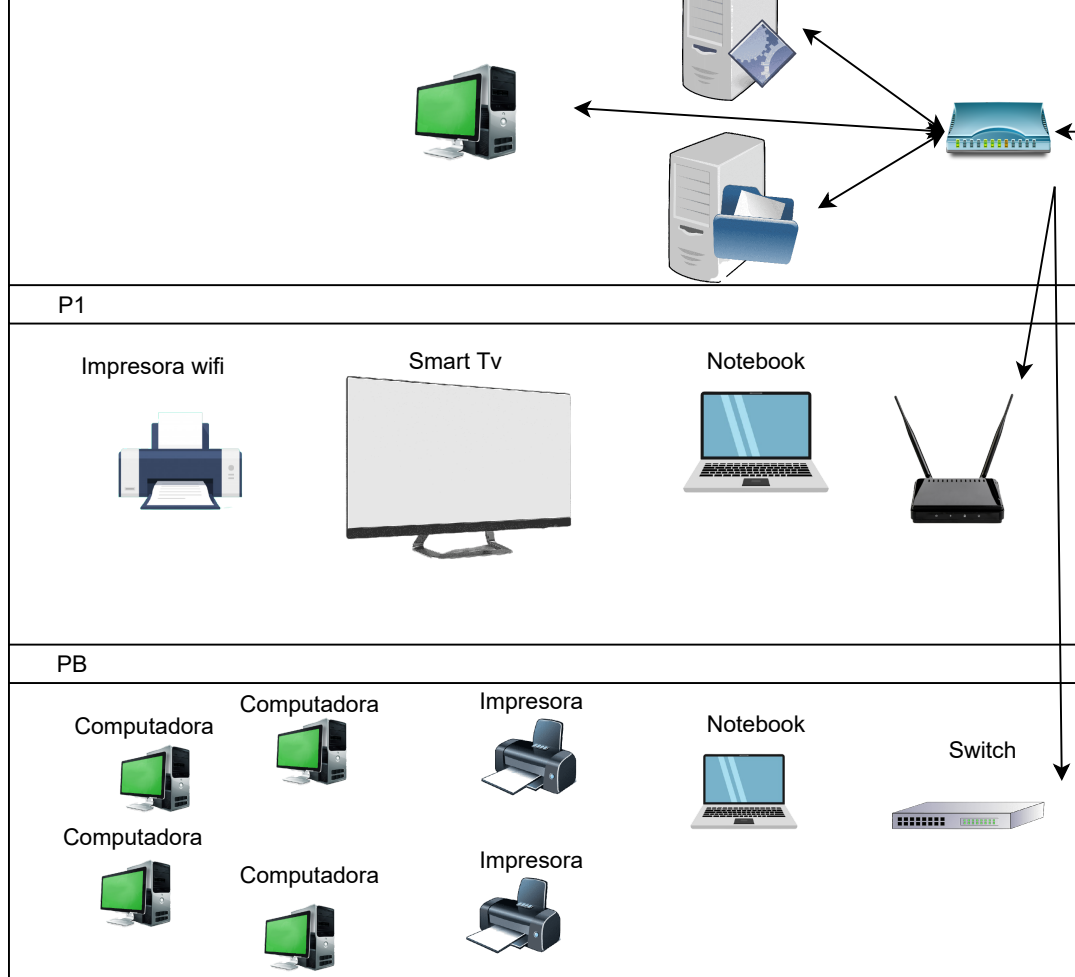 P1
Impresora wifi
Smart Tv
Notebook
PB
Computadora
Computadora
Impresora
Notebook
Switch
Computadora
Computadora
Impresora